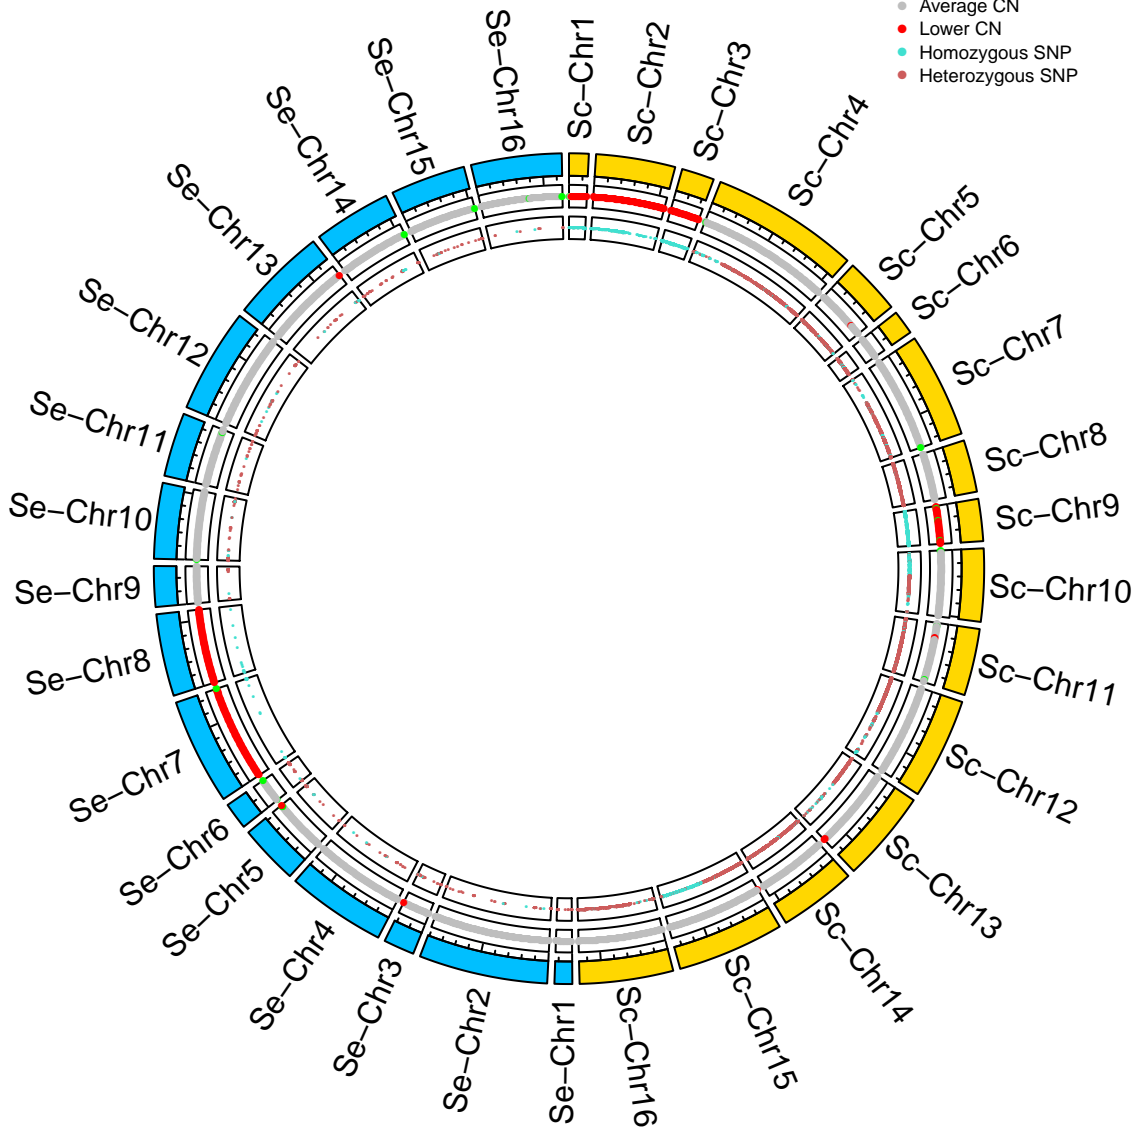 Average CN
Lower CN
Homozygous SNP
Heterozygous SNP
Sc–Chr1
Sc–Chr2
Sc–Chr3
Sc–Chr4
Sc–Chr5
Sc–Chr6
Sc–Chr7
Sc–Chr8
Sc–Chr9
Sc–Chr10
Sc–Chr11
Sc–Chr12
Sc–Chr13
Sc–Chr14
Sc–Chr15
Sc–Chr16
Se–Chr1
Se–Chr2
Se–Chr3
Se–Chr4
Se–Chr5
Se–Chr6
Se–Chr7
Se–Chr8
Se–Chr9
Se–Chr10
Se–Chr11
Se–Chr12
Se–Chr13
Se–Chr14
Se–Chr15
Se–Chr16